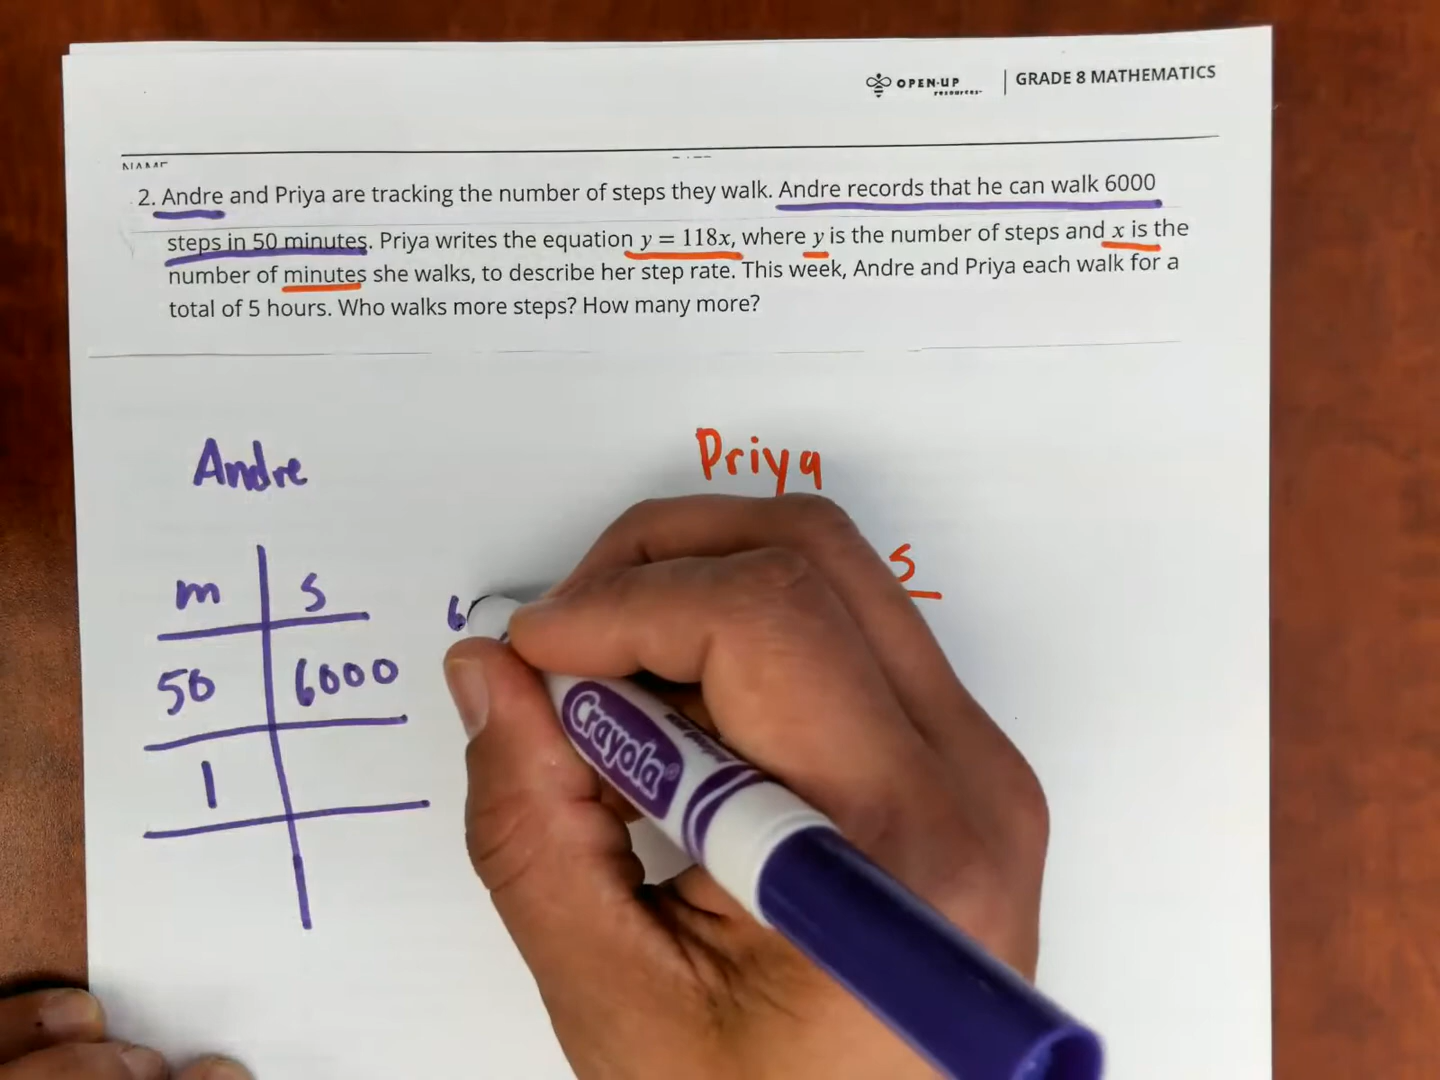 OPEN-UP
resources
GRADE 8 MATHEMATICS
NAME
2. Andre and Priya are tracking the number of steps they walk. Andre records that he can walk 6000
steps in 50 minutes. Priya writes the equation y = 118x, where y is the number of steps and x is the
number of minutes she walks, to describe her step rate. This week, Andre and Priya each walk for a
total of 5 hours. Who walks more steps? How many more?
Andre
Priya
m s
s
50 6000
6
1
Crayola®